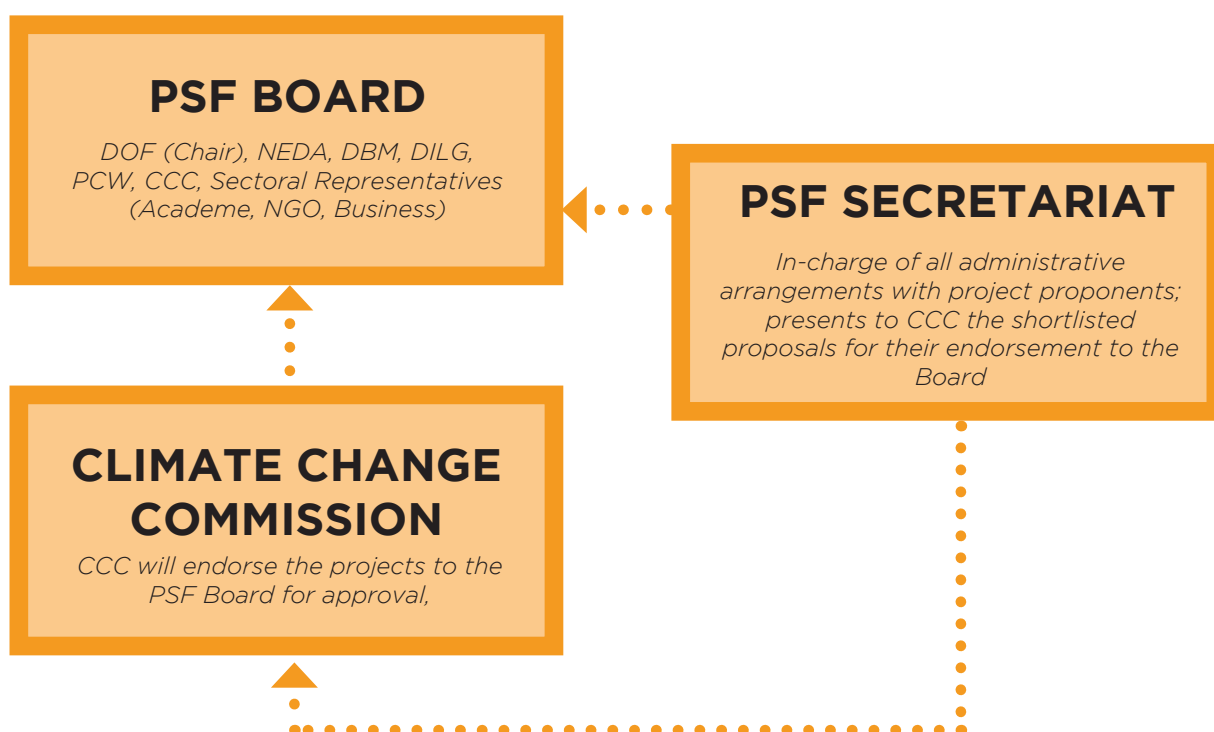 PSF BOARD
DOF (Chair), NEDA, DBM, DILG,
PCW, CCC, Sectoral Representatives
(Academe, NGO, Business)
PSF SECRETARIAT
In-charge of all administrative
arrangements with project proponents;
presents to CCC the shortlisted
proposals for their endorsement to the
Board
CLIMATE CHANGE
COMMISSION
CCC will endorse the projects to the
PSF Board for approval,